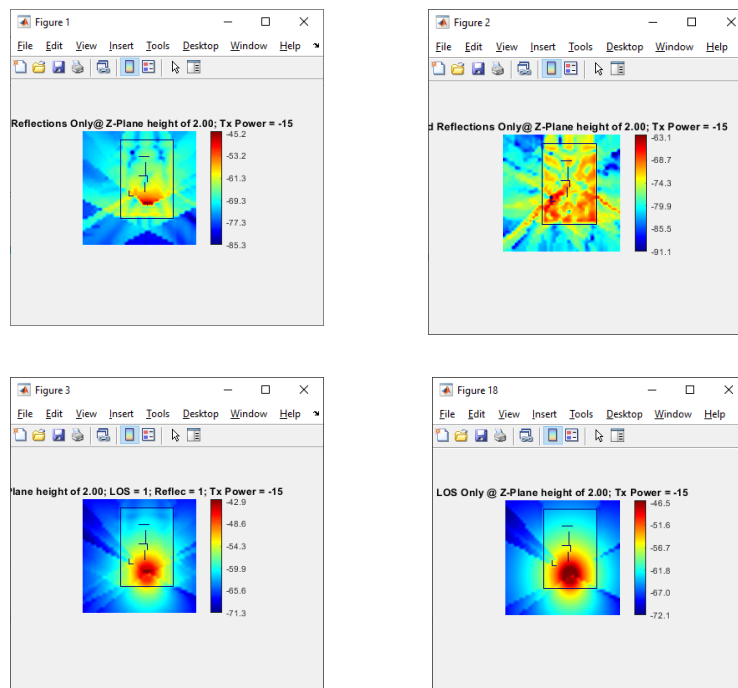 Figure 1
File Edit View Insert Tools Desktop Window Help
Reflections Only@ Z-Plane height of 2.00; Tx Power = -15
-45.2
-53.2
-61.3
-69.3
-77.3
-85.3
Figure 2
File Edit View Insert Tools Desktop Window Help
d Reflections Only@ Z-Plane height of 2.00; Tx Power = -15
-63.1
-68.7
-74.3
-79.9
-85.5
-91.1
Figure 3
File Edit View Insert Tools Desktop Window Help
Plane height of 2.00; LOS = 1; Reflec = 1; Tx Power = -15
-42.9
-48.6
-54.3
-59.9
-65.6
-71.3
Figure 18
File Edit View Insert Tools Desktop Window Help
LOS Only @ Z-Plane height of 2.00; Tx Power = -15
-46.5
-51.6
-56.7
-61.8
-67.0
-72.1